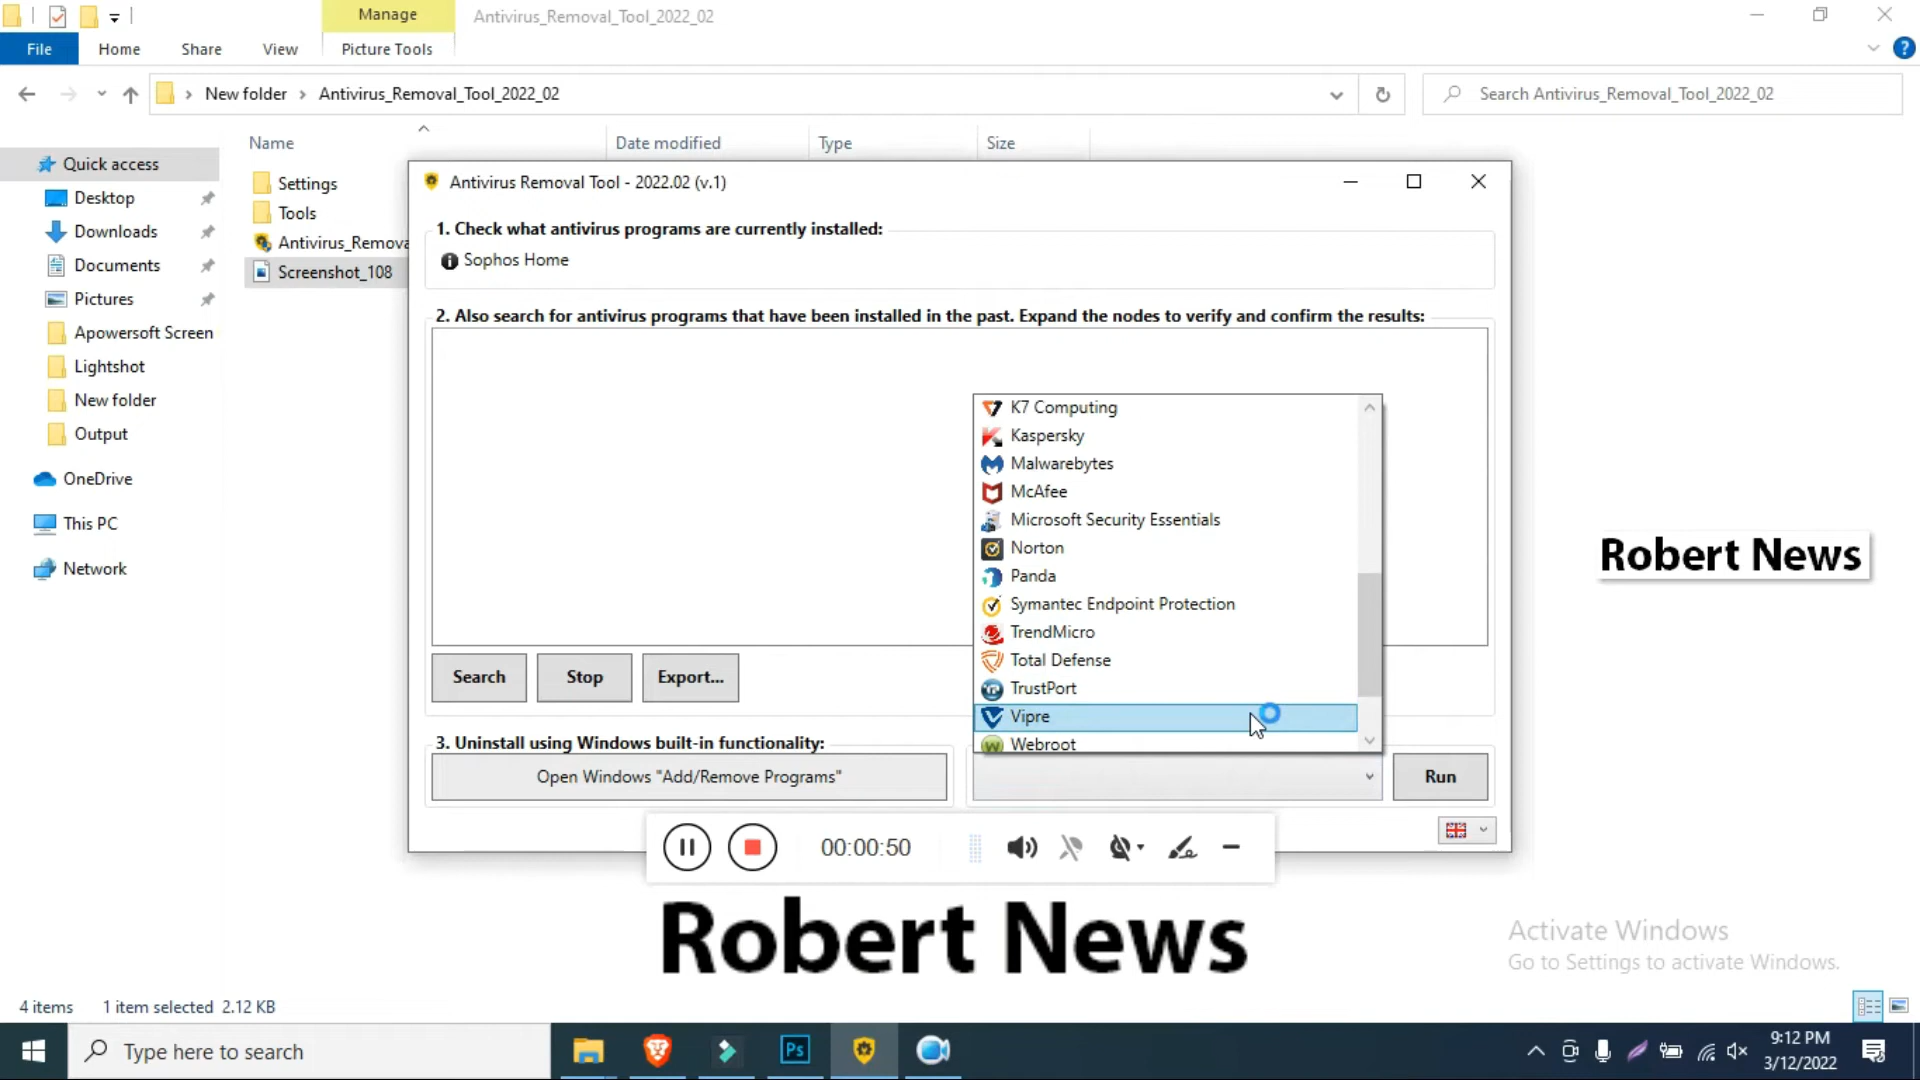 Manage
Antivirus_Removal_Tool_2022_02
File
Home
Share
View
Picture Tools
New folder
Antivirus_Removal_Tool_2022_02
Search Antivirus_Removal_Tool_2022_02
Name
Date modified
Type
Size
Quick access
Desktop
Downloads
Documents
Pictures
Apowersoft Screen
Lightshot
New folder
Output
OneDrive
This PC
Network
Settings
Tools
Antivirus_Remova
Screenshot_108
Antivirus Removal Tool - 2022.02 (v.1)
1. Check what antivirus programs are currently installed:
Sophos Home
2. Also search for antivirus programs that have been installed in the past. Expand the nodes to verify and confirm the results:
K7 Computing
Kaspersky
Malwarebytes
McAfee
Microsoft Security Essentials
Norton
Panda
Symantec Endpoint Protection
TrendMicro
Total Defense
TrustPort
Vipre
Webroot
Search
Stop
Export...
3. Uninstall using Windows built-in functionality:
Open Windows "Add/Remove Programs"
Run
00:00:50
Robert News
Robert News
Activate Windows
Go to Settings to activate Windows.
4 items
1 item selected 2.12 KB
Type here to search
Ps
9:12 PM
3/12/2022